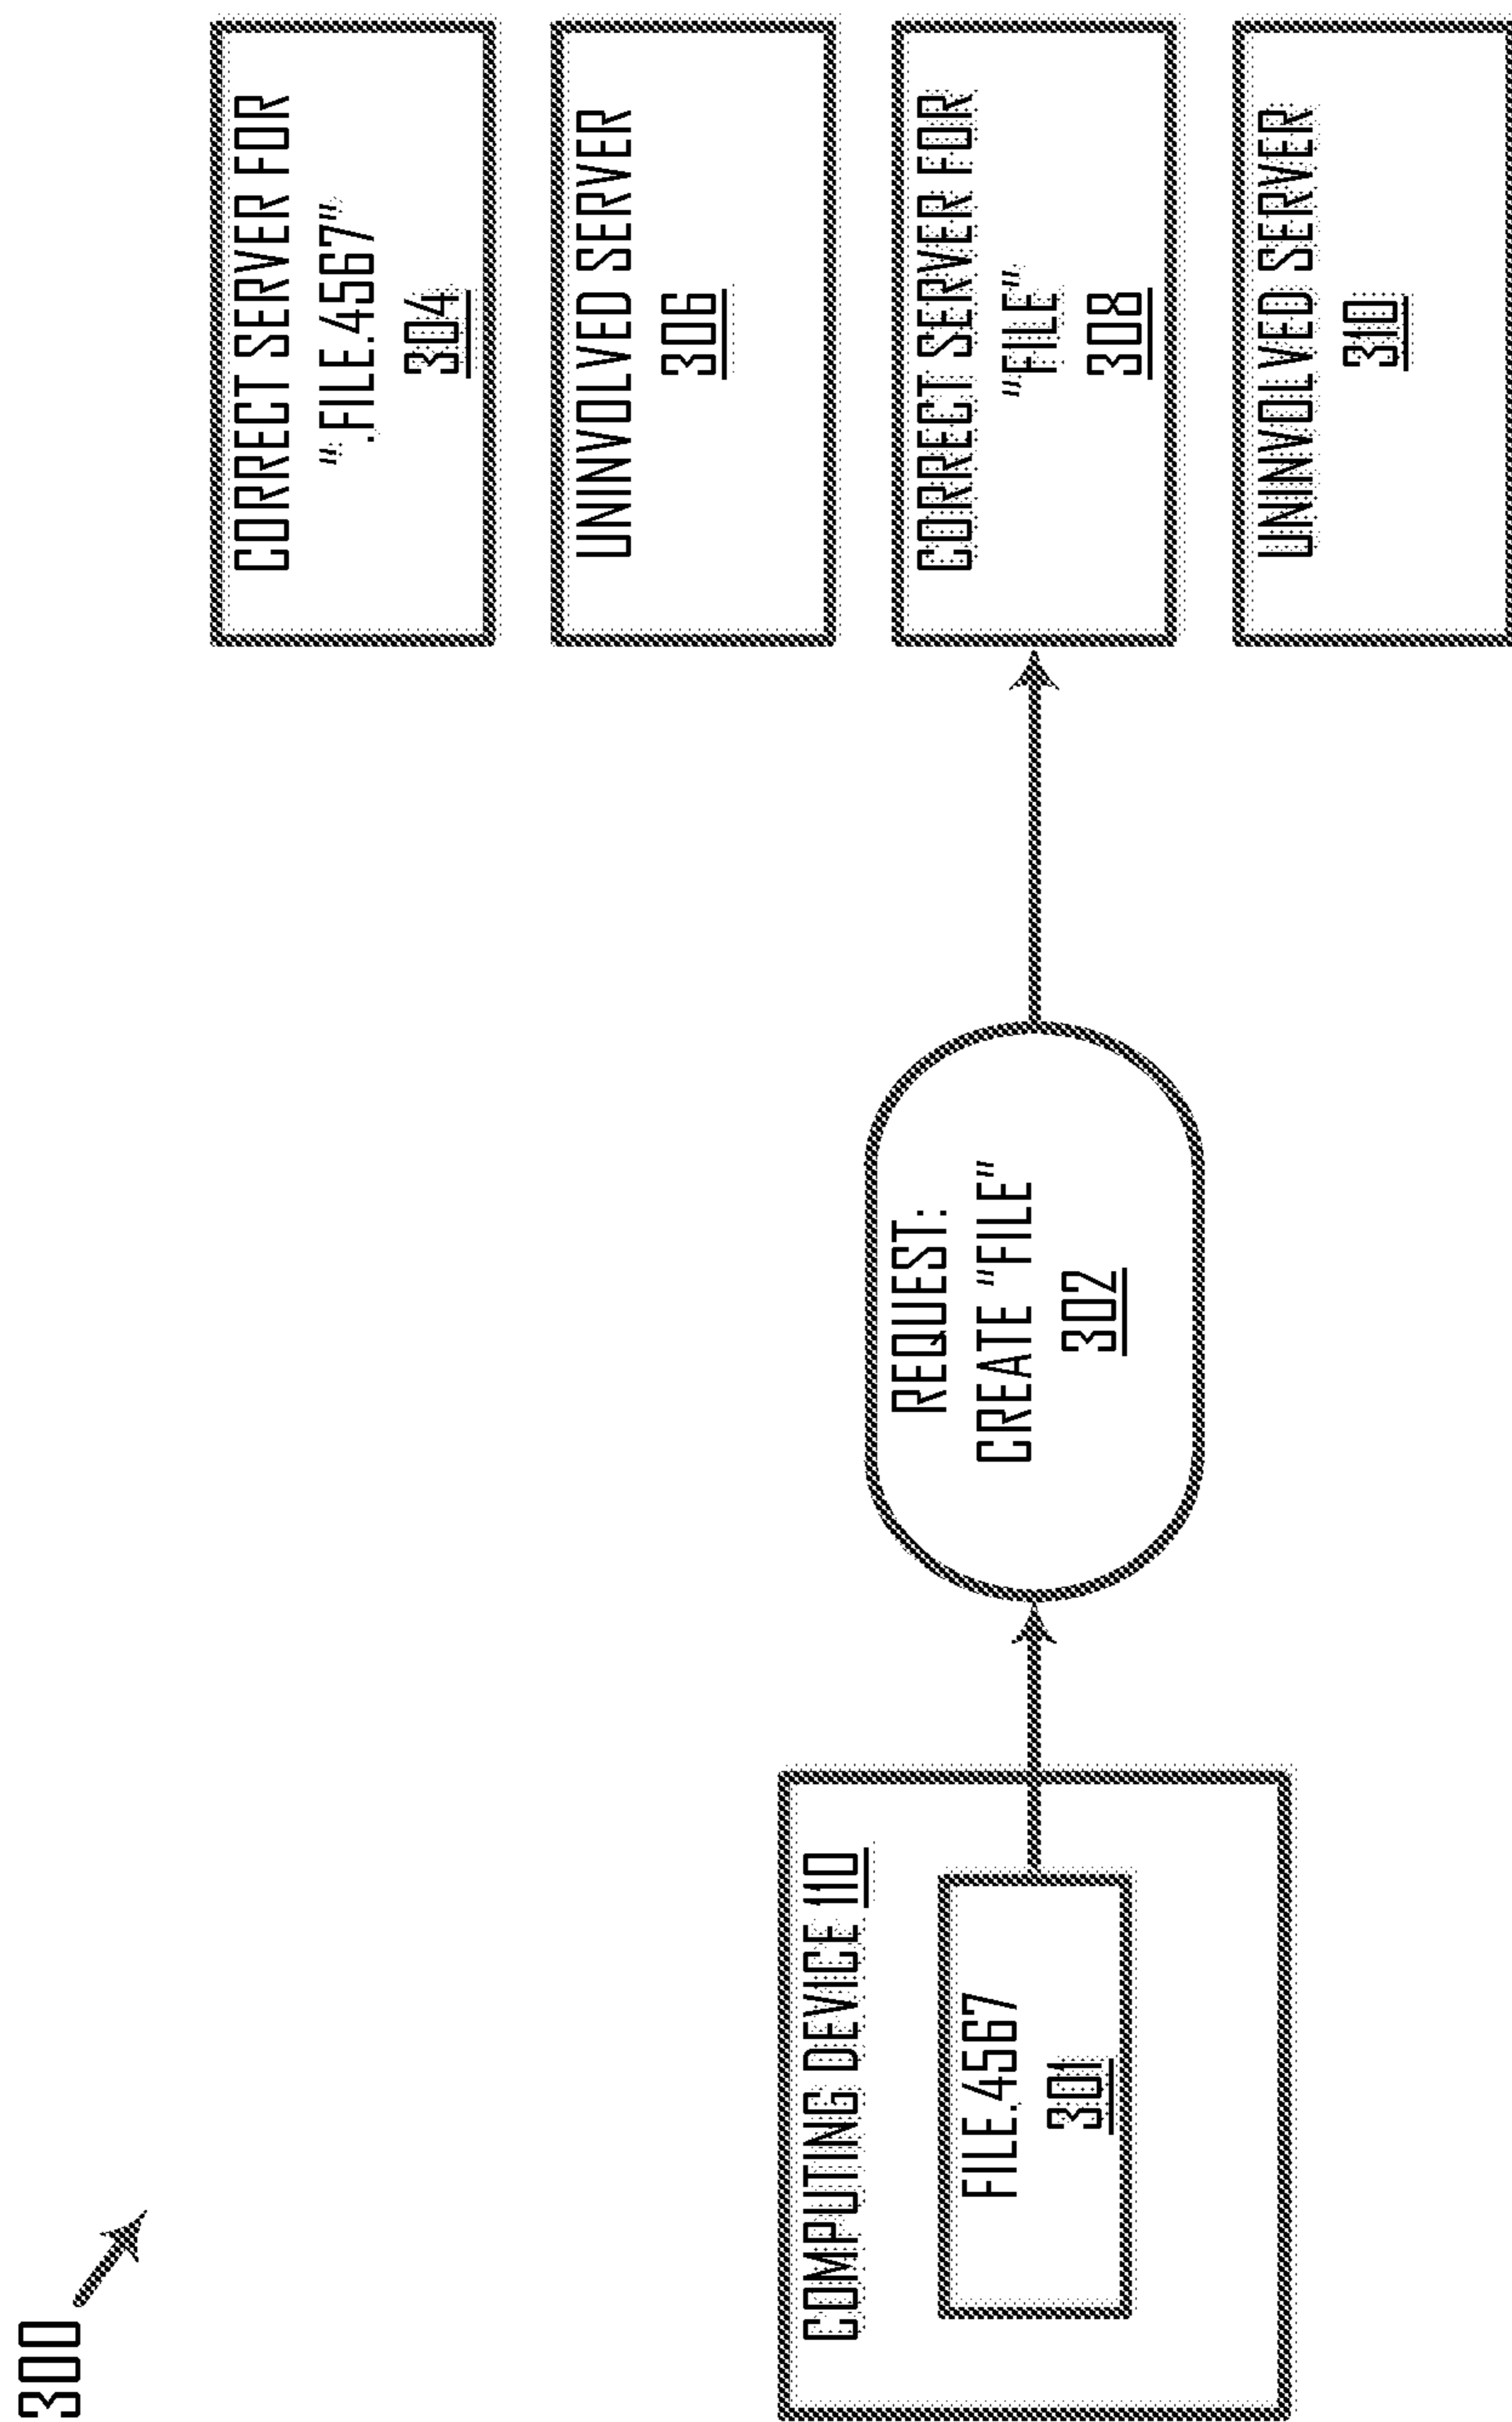 300
COMPUTING DEVICE 110
FILE.4567
301
REQUEST:
CREATE "FILE"
302
CORRECT SERVER FOR
".FILE.4567"
304
UNINVOLVED SERVER
306
CORRECT SERVER FOR
"FILE"
308
UNINVOLVED SERVER
310